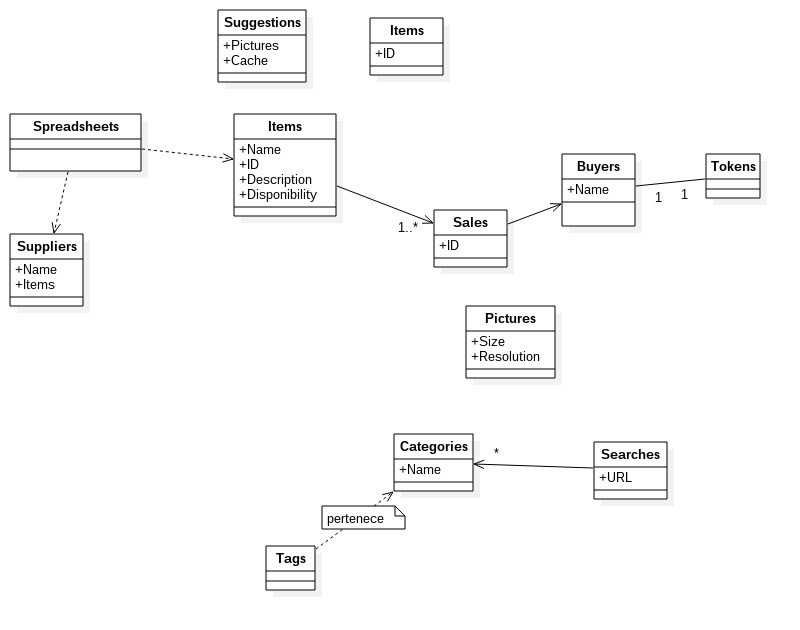 Suggestions
+Pictures
+Cache
Items
+ID
Spreadsheets
Items
+Name
+ID
+Description
+Disponibility
Buyers
+Name
Tokens
1
1
Suppliers
+Name
+Items
1..*
Sales
+ID
Pictures
+Size
+Resolution
Categories
+Name
*
Searches
+URL
pertenece
Tags